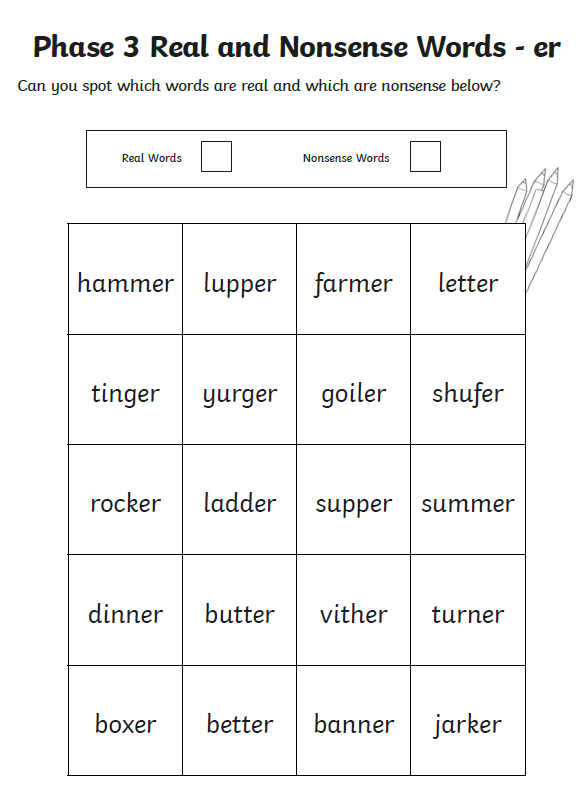 Phase 3 Real and Nonsense Words - er
Can you spot which words are real and which are nonsense below?
Real Words Nonsense Words
hammer lupper farmer letter
tinger yurger goiler shufer
rocker ladder supper summer
dinner butter vither turner
boxer better banner jarker